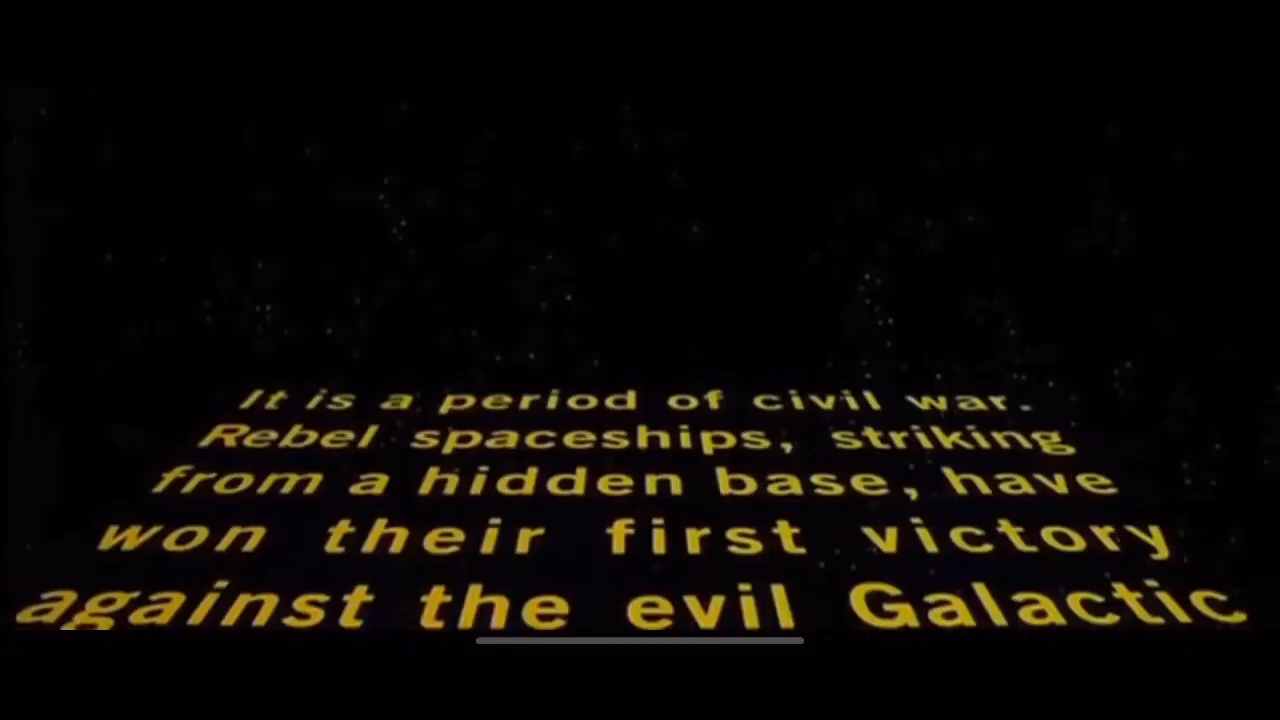 It is a period of civil war.
Rebel spaceships, striking
from a hidden base, have
won their first victory
against the evil Galactic